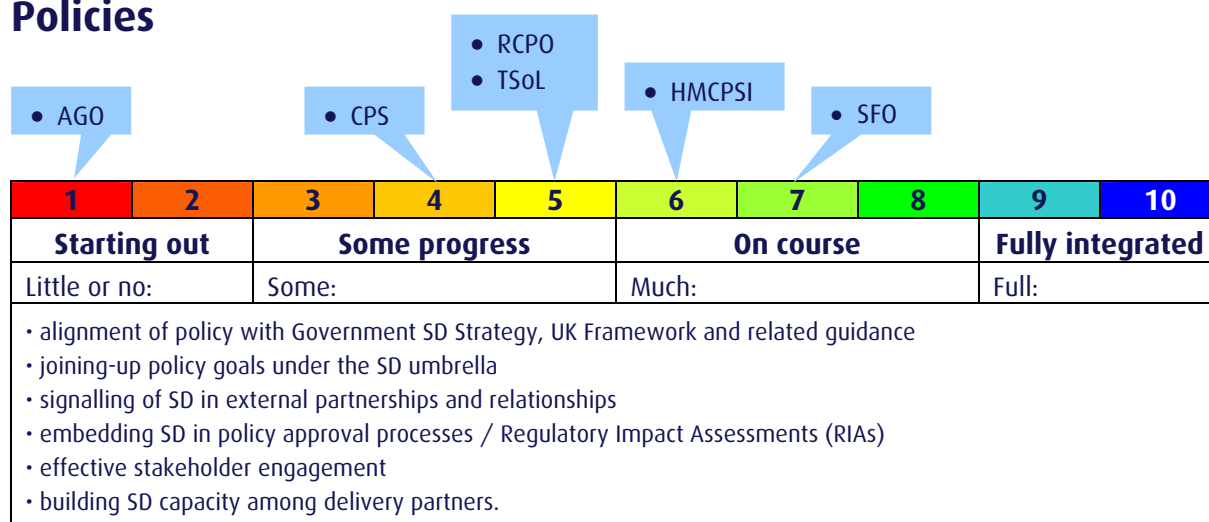 Policies
• RCPO
• TSoL
• HMCPSI
• AGO
• CPS
• SFO
1 2 3 4 5 6 7 8 9 10
Starting out Some progress On course Fully integrated
Little or no: Some: Much: Full:
• alignment of policy with Government SD Strategy, UK Framework and related guidance
• joining-up policy goals under the SD umbrella
• signalling of SD in external partnerships and relationships
• embedding SD in policy approval processes / Regulatory Impact Assessments (RIAs)
• effective stakeholder engagement
• building SD capacity among delivery partners.